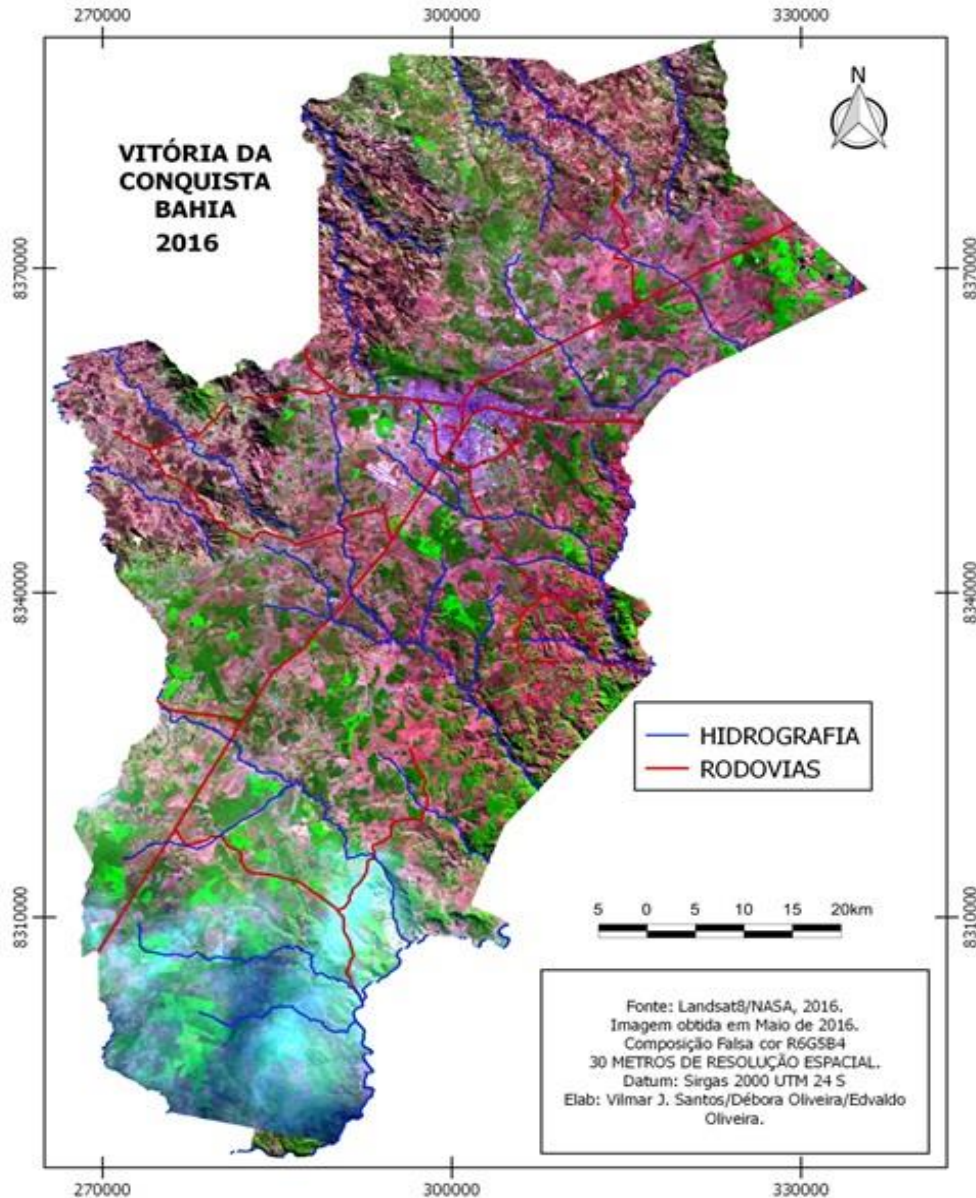 270000
300000
330000
N
VITÓRIA DA
CONQUISTA
BAHIA
2016
8370000
8370000
8340000
8340000
HIDROGRAFIA
RODOVIAS
8310000
8310000
5 0 5 10 15 20km
Fonte: Landsat8/NASA, 2016.
Imagem obtida em Maio de 2016.
Composição Falsa cor R6G5B4
30 METROS DE RESOLUÇÃO ESPACIAL.
Datum: Sirgas 2000 UTM 24 S
Elab: Vilmar J. Santos/Débora Oliveira/Edvaldo
Oliveira.
270000
300000
330000